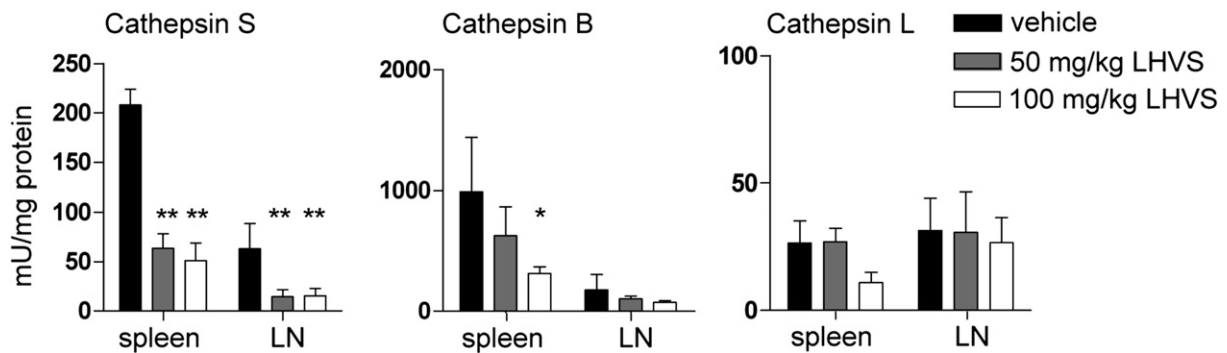 Cathepsin S
Cathepsin B
Cathepsin L
vehicle
50 mg/kg LHVS
100 mg/kg LHVS
mU/mg protein
250
200
150
100
50
0
** ** ** **
spleen LN
2000
1000
0
*
spleen LN
100
50
0
spleen LN